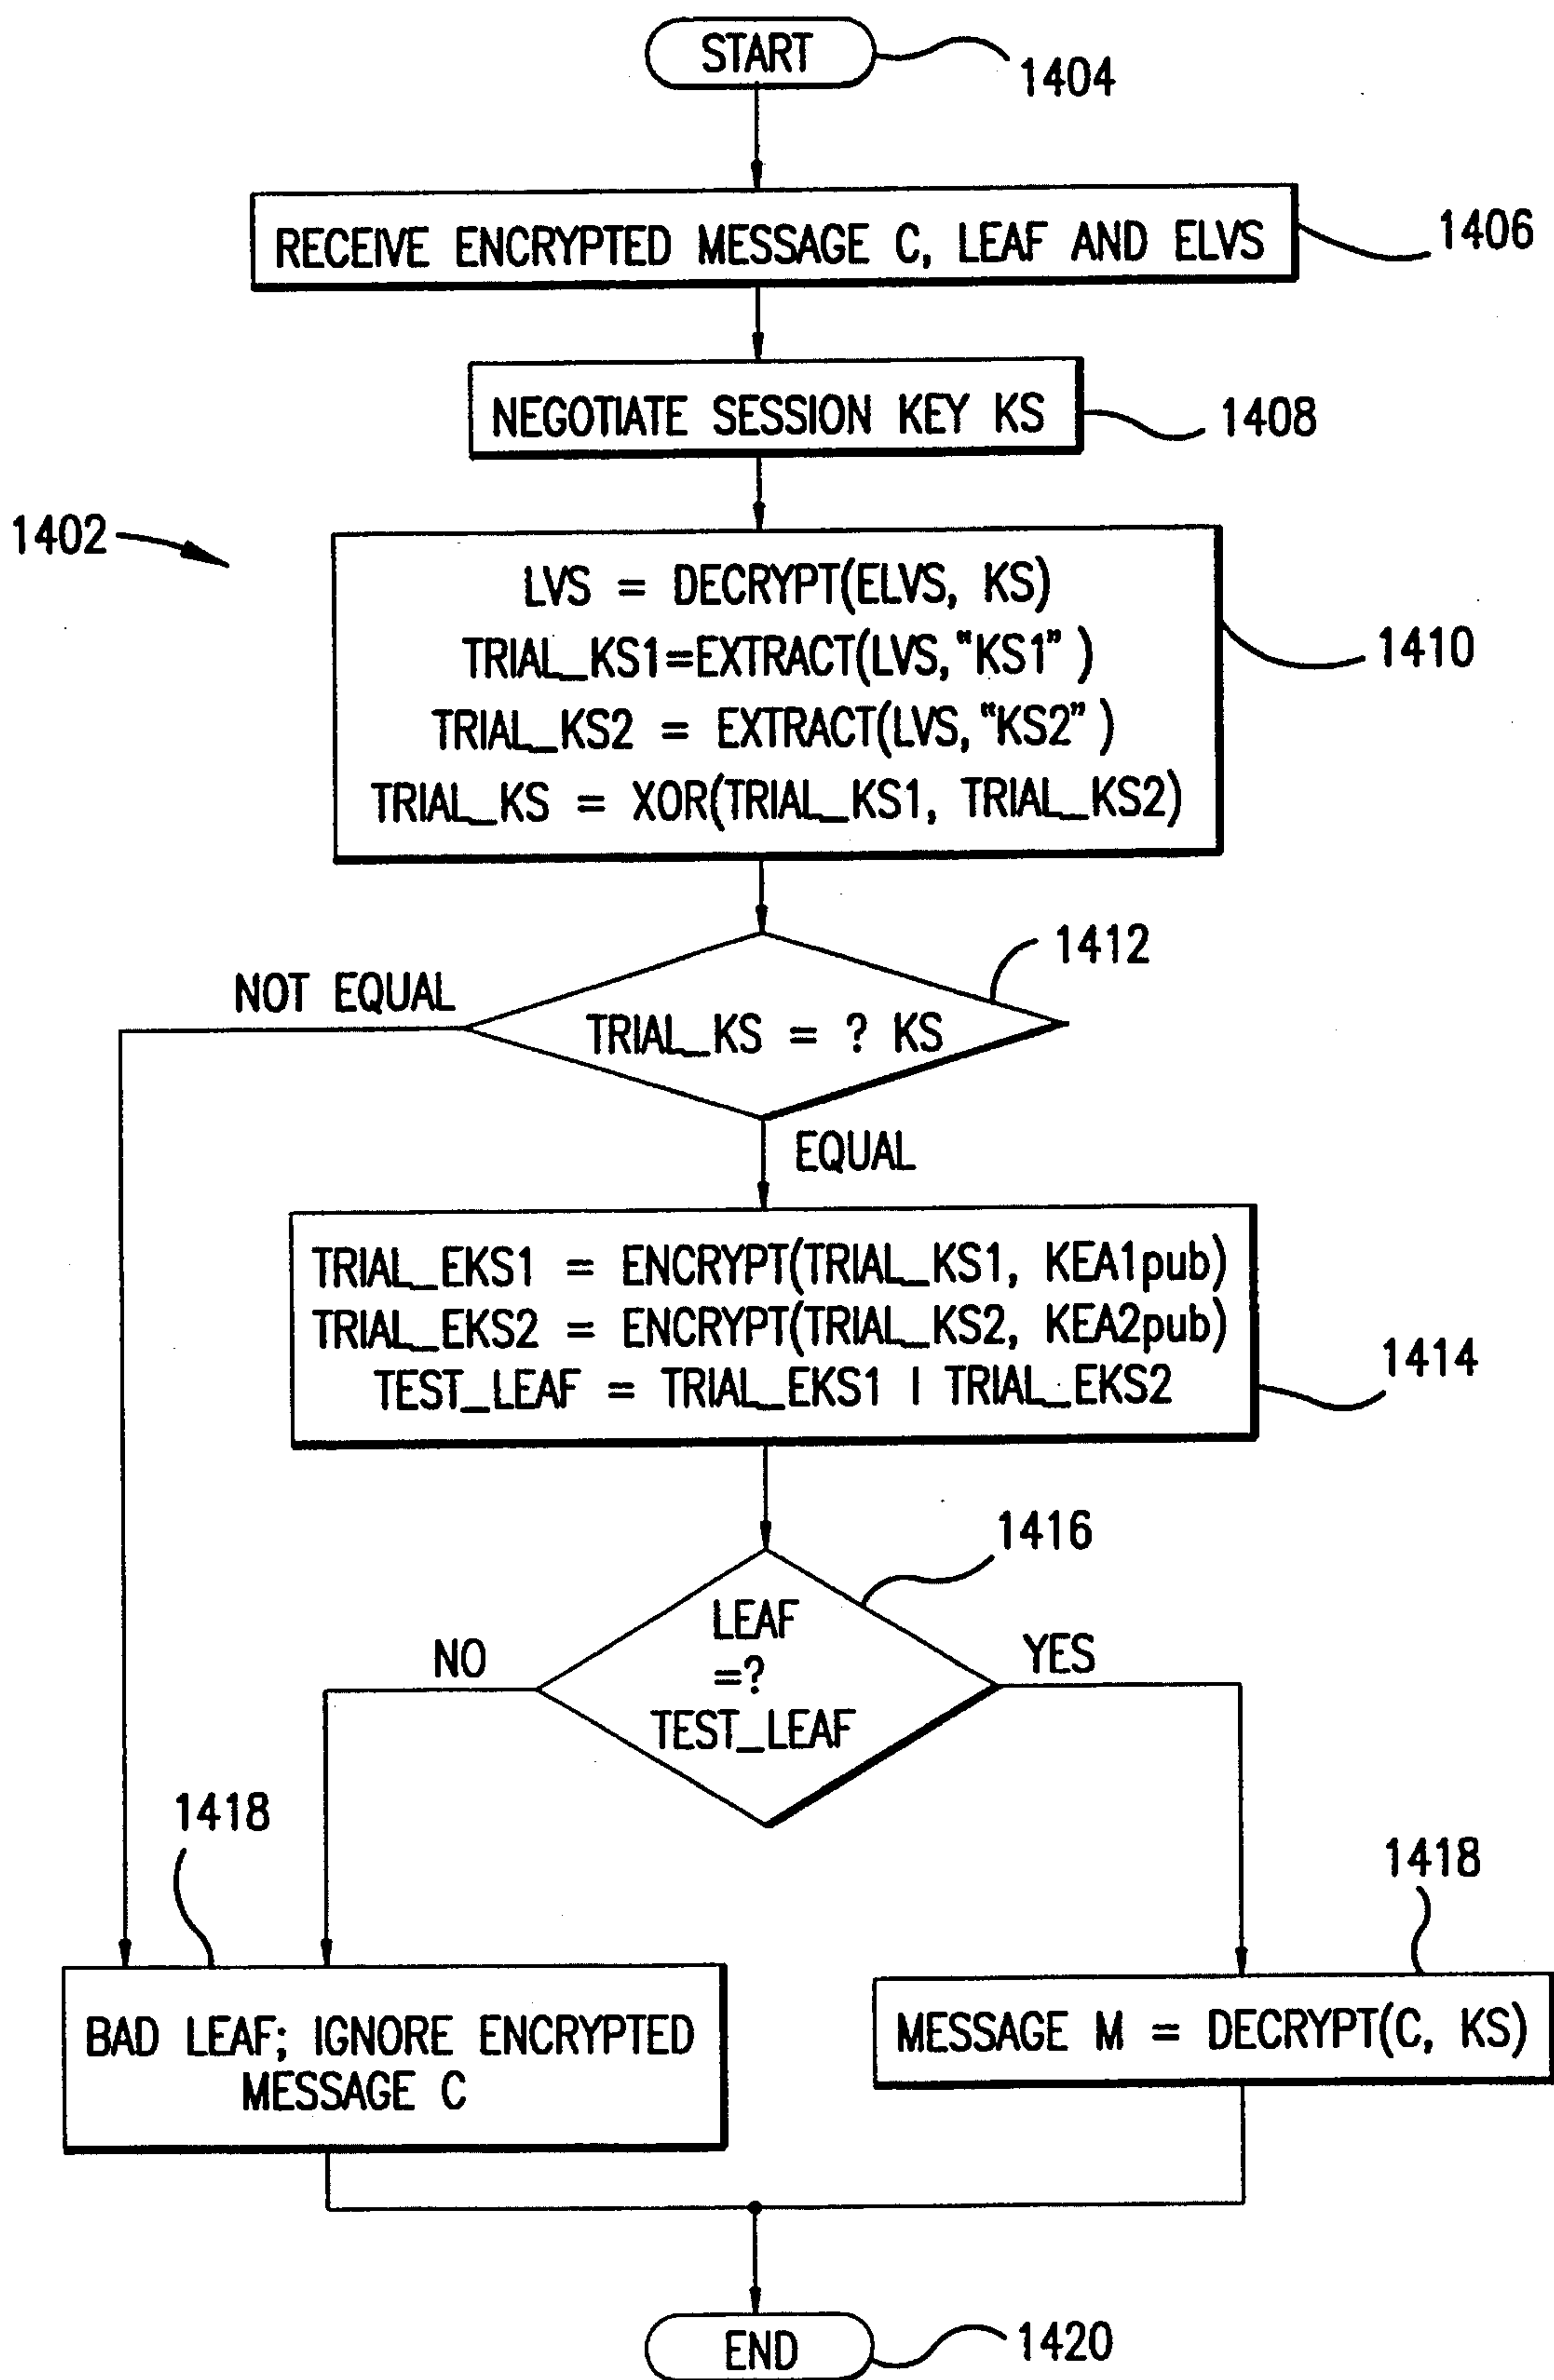 START
1404
RECEIVE ENCRYPTED MESSAGE C, LEAF AND ELVS
1406
NEGOTIATE SESSION KEY KS
1408
1402
LVS = DECRYPT(ELVS, KS)
TRIAL_KS1=EXTRACT(LVS,"KS1")
TRIAL_KS2 = EXTRACT(LVS,"KS2")
TRIAL_KS = XOR(TRIAL_KS1, TRIAL_KS2)
1410
1412
NOT EQUAL
TRIAL_KS = ? KS
EQUAL
TRIAL_EKS1 = ENCRYPT(TRIAL_KS1, KEA1pub)
TRIAL_EKS2 = ENCRYPT(TRIAL_KS2, KEA2pub)
TEST_LEAF = TRIAL_EKS1 | TRIAL_EKS2
1414
1416
LEAF
=?
TEST_LEAF
NO
YES
1418
1418
BAD LEAF; IGNORE ENCRYPTED
MESSAGE C
MESSAGE M = DECRYPT(C, KS)
END
1420